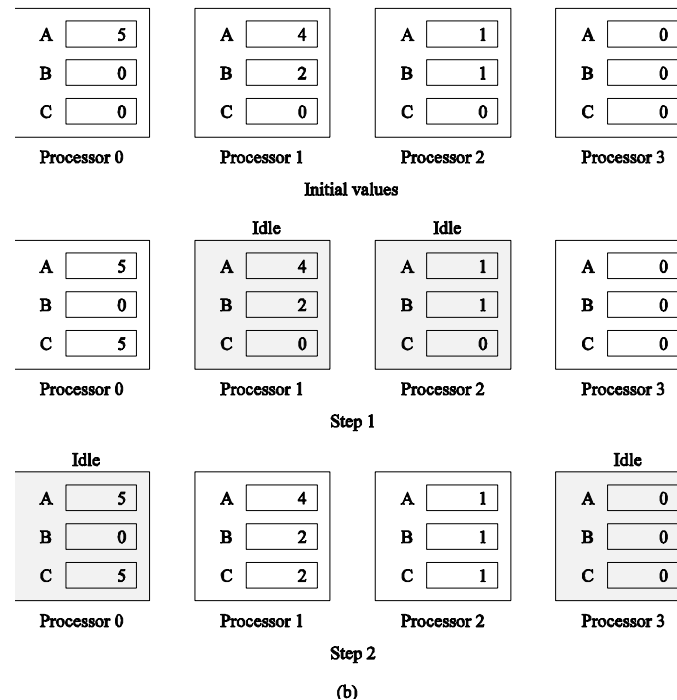 A 5 A 4 A 1 A 0
B 0 B 2 B 1 B 0
C 0 C 0 C 0 C 0
Processor 0 Processor 1 Processor 2 Processor 3
Initial values
Idle Idle
A 5 A 4 A 1 A 0
B 0 B 2 B 1 B 0
C 5 C 0 C 0 C 0
Processor 0 Processor 1 Processor 2 Processor 3
Step 1
Idle Idle
A 5 A 4 A 1 A 0
B 0 B 2 B 1 B 0
C 5 C 2 C 1 C 0
Processor 0 Processor 1 Processor 2 Processor 3
Step 2
(b)